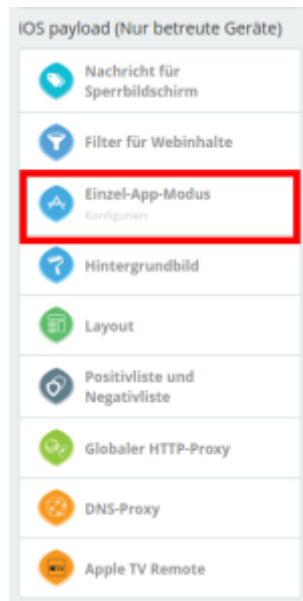 iOS payload (Nur betreute Geräte)
Nachricht für
Sperrbildschirm
Filter für Webinhalte
Einzel-App-Modus
Konfiguriert
Hintergrundbild
Layout
Positivliste und
Negativliste
Globaler HTTP-Proxy
DNS-Proxy
Apple TV Remote